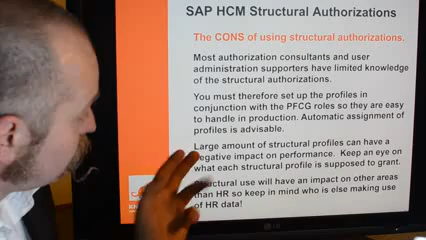 SAP HCM Structural Authorizations
The CONS of using structural authorizations.
Most authorization consultants and user
administration supporters have limited knowledge
of the structural authorizations.
You must therefore set up the profiles in
conjunction with the PFCG roles so they are easy
to handle in production. Automatic assignment of
profiles is advisable.
Large amount of structural profiles can have a
negative impact on performance. Keep an eye on
what each structural profile is supposed to grant.
Structural use will have an impact on other areas
than HR so keep in mind who else is making use
of HR data!
LG